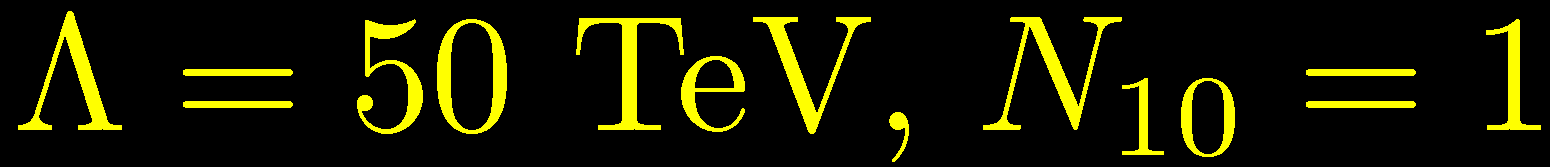 Λ = 50 TeV, N₁₀ = 1